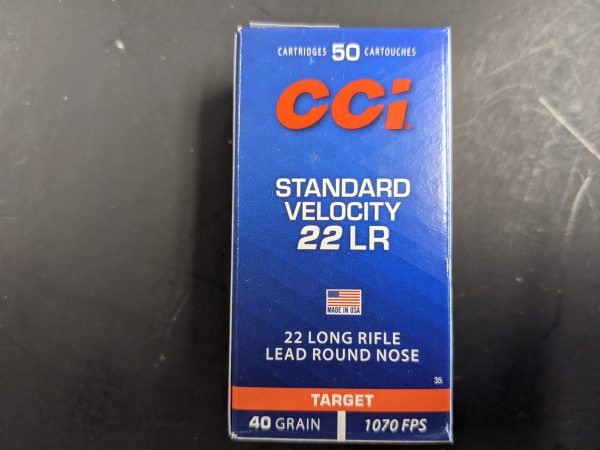 CARTRIDGES 50 CARTOUCHES
CCI
STANDARD
VELOCITY
22 LR
MADE IN USA
22 LONG RIFLE
LEAD ROUND NOSE
35
TARGET
40 GRAIN 1070 FPS